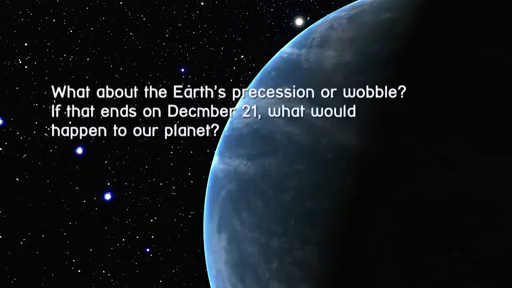 What about the Earth's precession or wobble?
If that ends on Decmber 21, what would
happen to our planet?